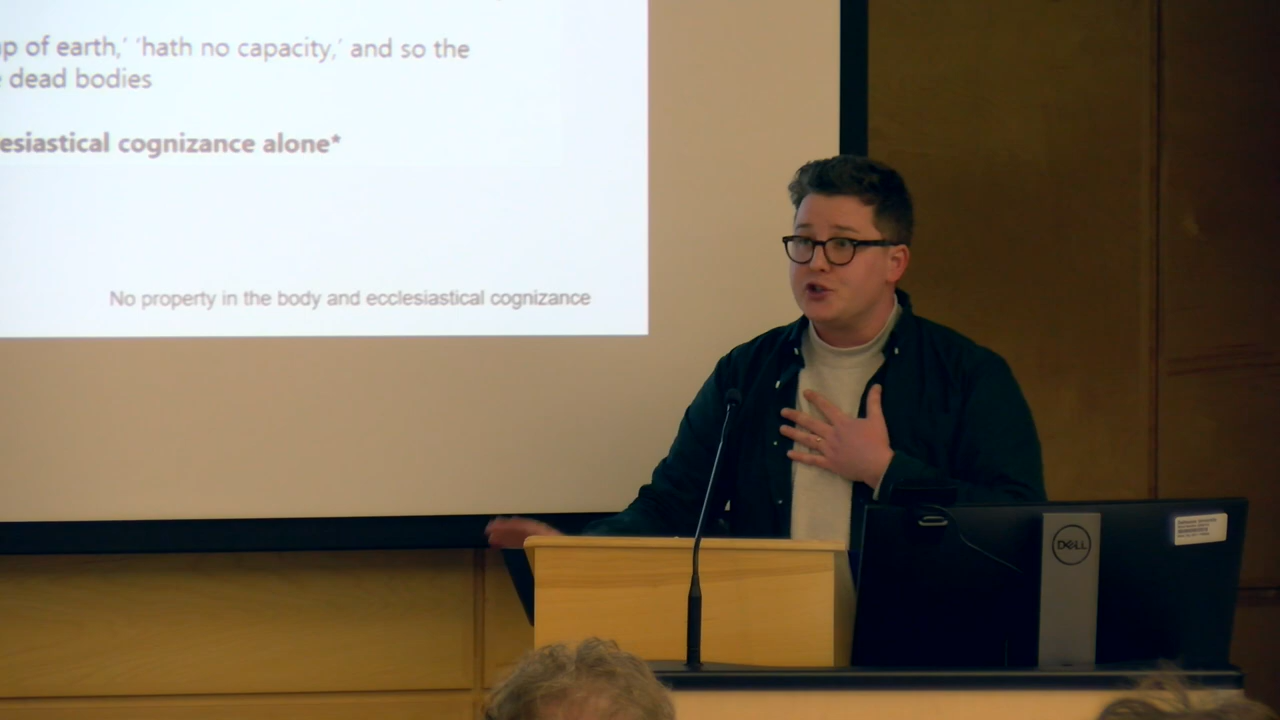 p of earth,’ ‘hath no capacity,’ and so the
dead bodies
esiastical cognizance alone*
No property in the body and ecclesiastical cognizance
DELL